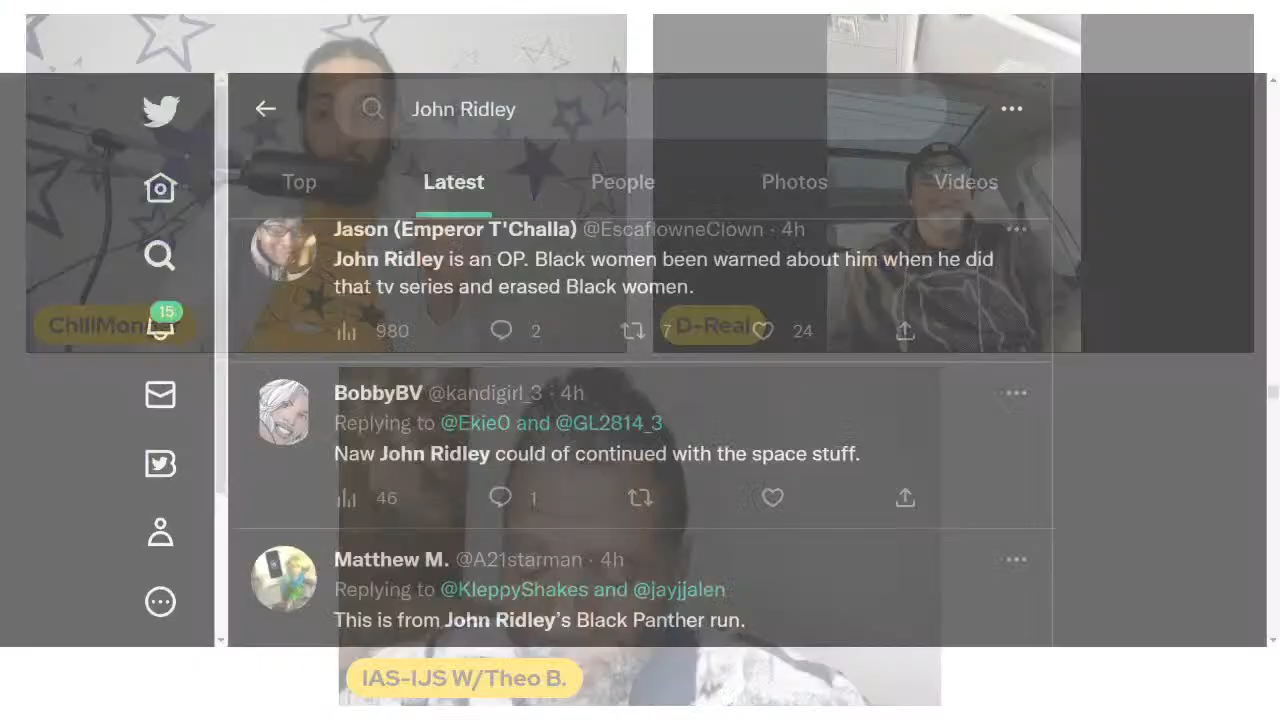 John Ridley
Top Latest People Photos Videos
Jason (Emperor T'Challa) @EscaflowneClown · 4h
John Ridley is an OP. Black women been warned about him when he did
that tv series and erased Black women.
980 2 7 24
15
ChillMonger
D-Real
BobbyBV @kandigirl_3 · 4h
Replying to @Ekie0 and @GL2814_3
Naw John Ridley could of continued with the space stuff.
46 1
Matthew M. @A21starman · 4h
Replying to @KleppyShakes and @jayjjalen
This is from John Ridley’s Black Panther run.
IAS-IJS W/Theo B.